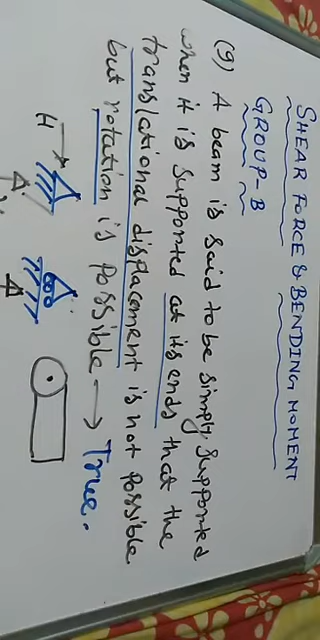 SHEAR FORCE & BENDING MOMENT
GROUP-B
(9) A beam is said to be simply supported
when it is supported at its ends that the
translational displacement is not possible
but rotation is possible → True.
H